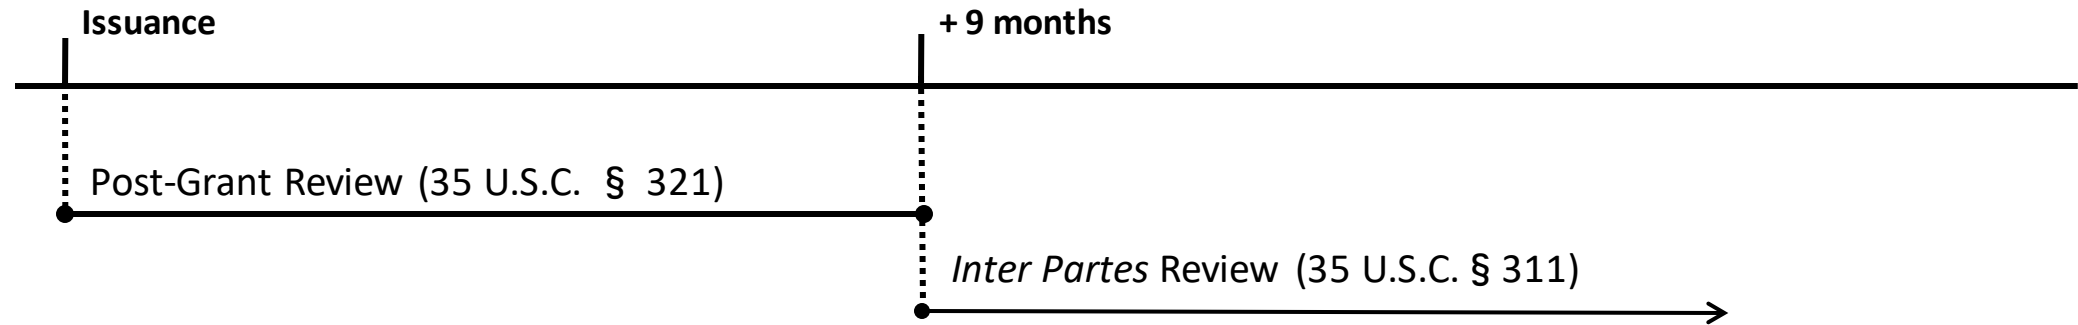 Issuance
+ 9 months
Post-Grant Review (35 U.S.C. § 321)
Inter Partes Review (35 U.S.C. § 311)